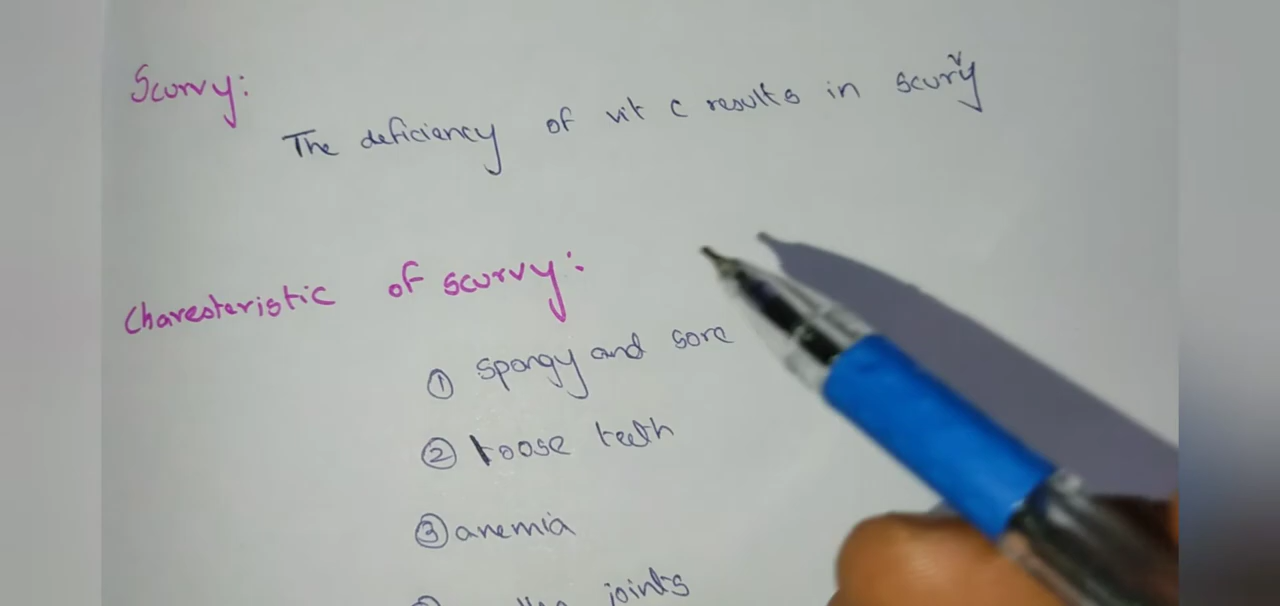 Scurvy:
The deficiency of vit c results in scurvy
Charesteristic of scurvy:
① spongy and sore
② loose teeth
③ anemia
joints